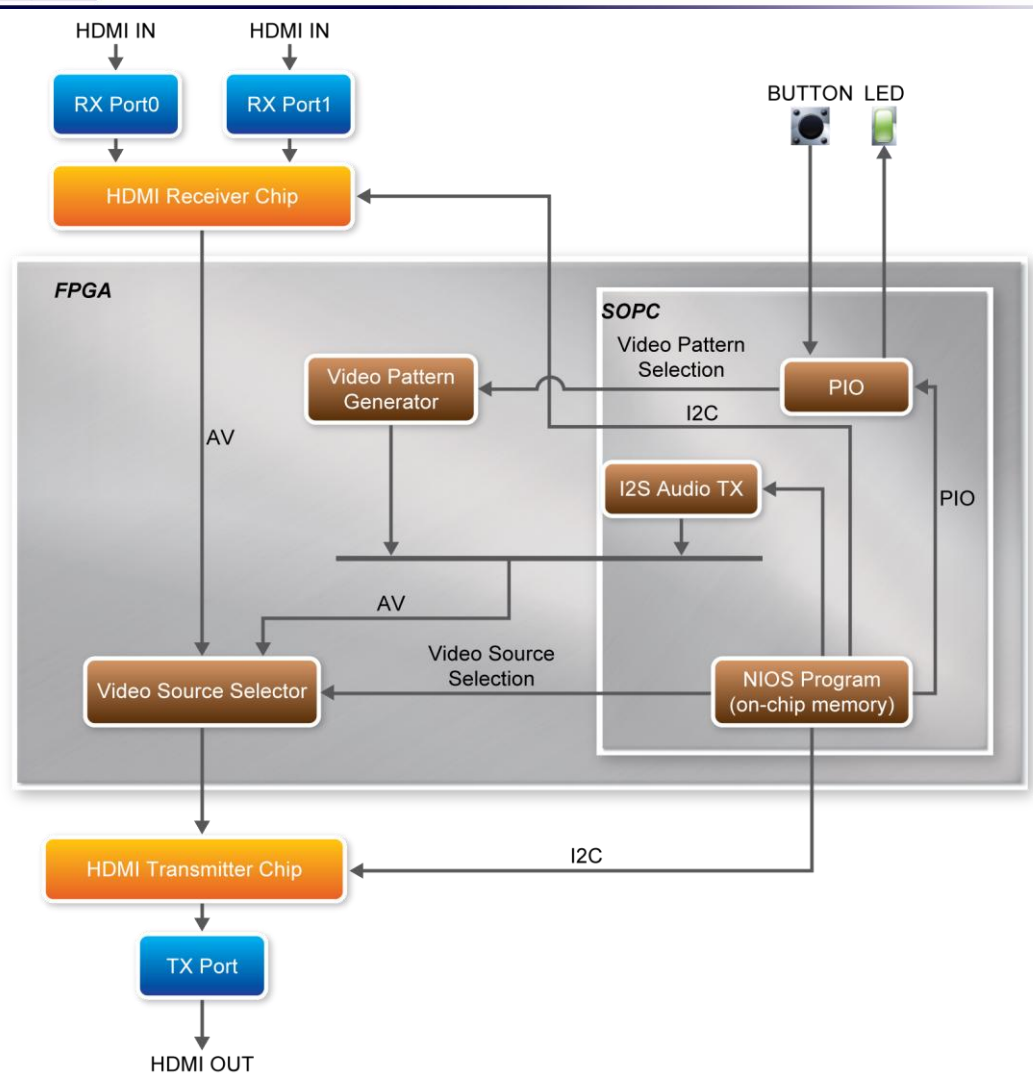 HDMI IN
HDMI IN
RX Port0
RX Port1
BUTTON
LED
HDMI Receiver Chip
FPGA
SOPC
Video Pattern
Selection
Video Pattern
Generator
PIO
I2C
AV
I2S Audio TX
PIO
AV
Video Source
Selection
Video Source Selector
NIOS Program
(on-chip memory)
HDMI Transmitter Chip
I2C
TX Port
HDMI OUT